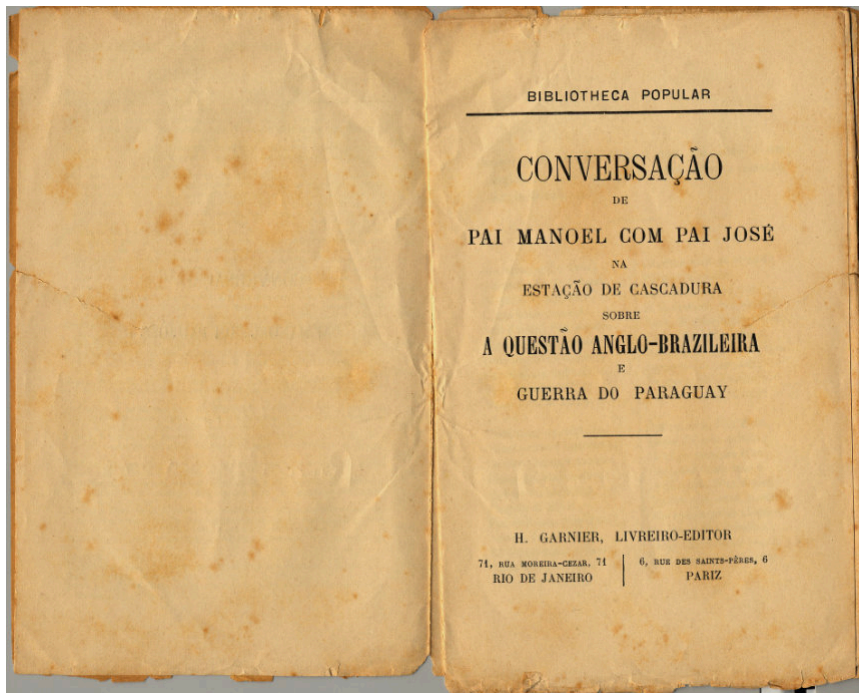 BIBLIOTHECA POPULAR
CONVERSAÇÃO
DE
PAI MANOEL COM PAI JOSÉ
NA
ESTAÇÃO DE CASCADURA
SOBRE
A QUESTÃO ANGLO-BRAZILEIRA
E
GUERRA DO PARAGUAY
H. GARNIER, LIVREIRO-EDITOR
71, RUA MOREIRA-CEZAR, 71
RIO DE JANEIRO
6, RUE DES SAINTS-PÈRES, 6
PARIZ